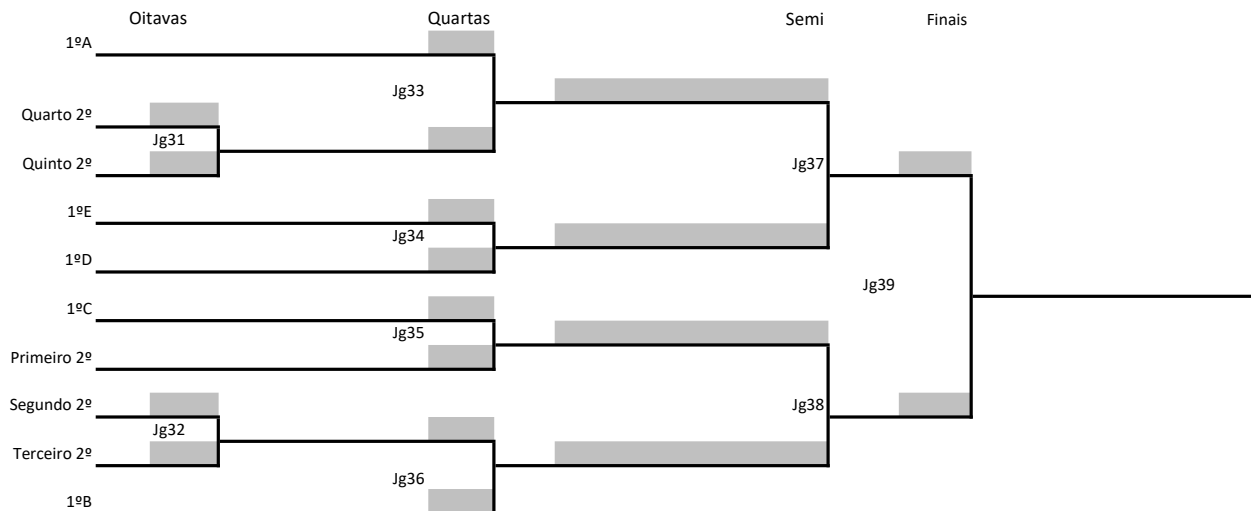 Oitavas Quartas Semi Finais
1ºA
Jg33
Quarto 2º
Jg31
Quinto 2º
Jg37
1ºE
Jg34
1ºD
Jg39
1ºC
Jg35
Primeiro 2º
Segundo 2º
Jg38
Jg32
Terceiro 2º
Jg36
1ºB